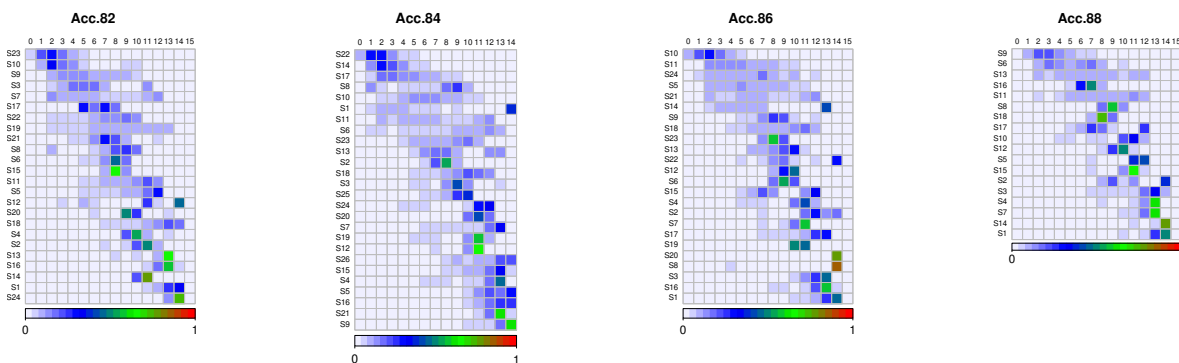 Acc.82
0 1 2 3 4 5 6 7 8 9 10 11 12 13 14 15
S23
S10
S9
S3
S7
S17
S22
S19
S21
S8
S6
S15
S11
S5
S12
S20
S18
S4
S2
S13
S16
S14
S1
S24
0 1
Acc.84
0 1 2 3 4 5 6 7 8 9 10 11 12 13 14
S22
S14
S17
S8
S10
S1
S11
S6
S23
S13
S2
S18
S3
S25
S24
S20
S7
S19
S12
S26
S15
S4
S5
S16
S21
S9
0 1
Acc.86
0 1 2 3 4 5 6 7 8 9 10 11 12 13 14 15
S10
S11
S24
S5
S21
S14
S9
S18
S23
S13
S22
S12
S6
S15
S4
S2
S7
S17
S19
S20
S8
S3
S16
S1
0 1
Acc.88
0 1 2 3 4 5 6 7 8 9 10 11 12 13 14 15
S9
S6
S13
S16
S11
S8
S18
S17
S10
S12
S5
S15
S2
S3
S4
S7
S14
S1
0